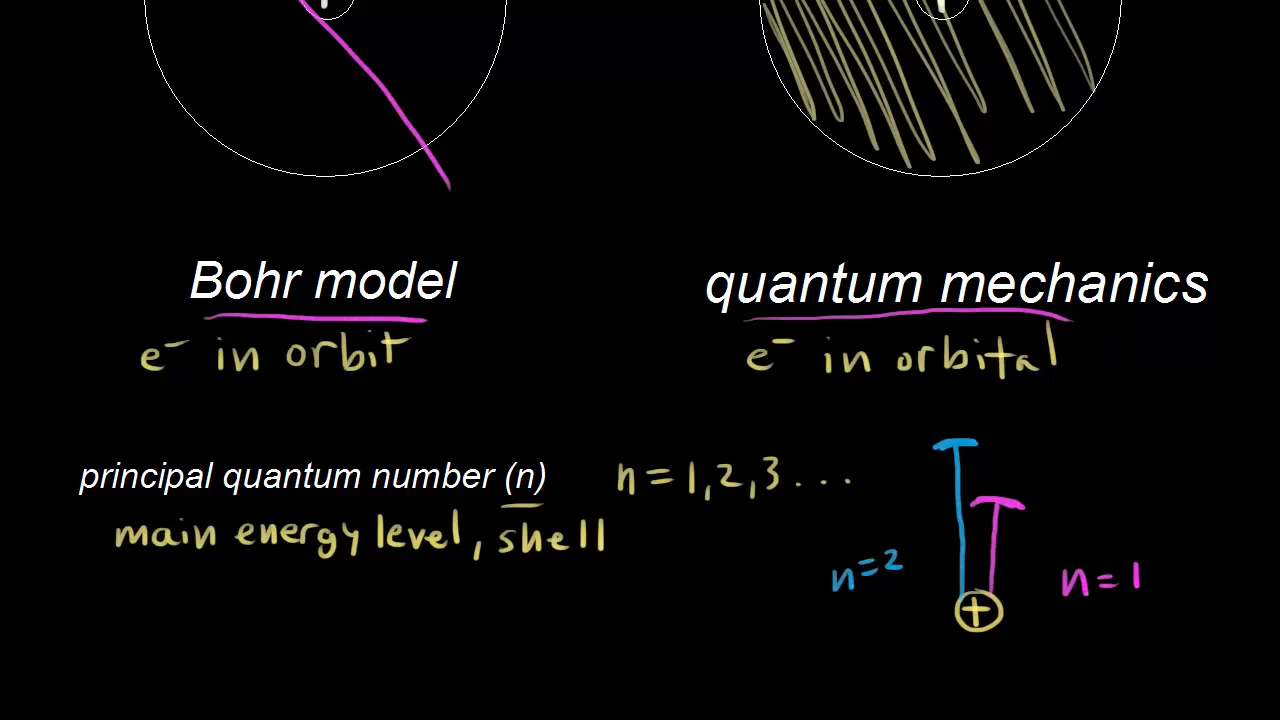 Bohr model
quantum mechanics
e⁻ in orbit
e⁻ in orbital
principal quantum number (n)
n = 1, 2, 3 ...
main energy level, shell
n = 2
n = 1
+